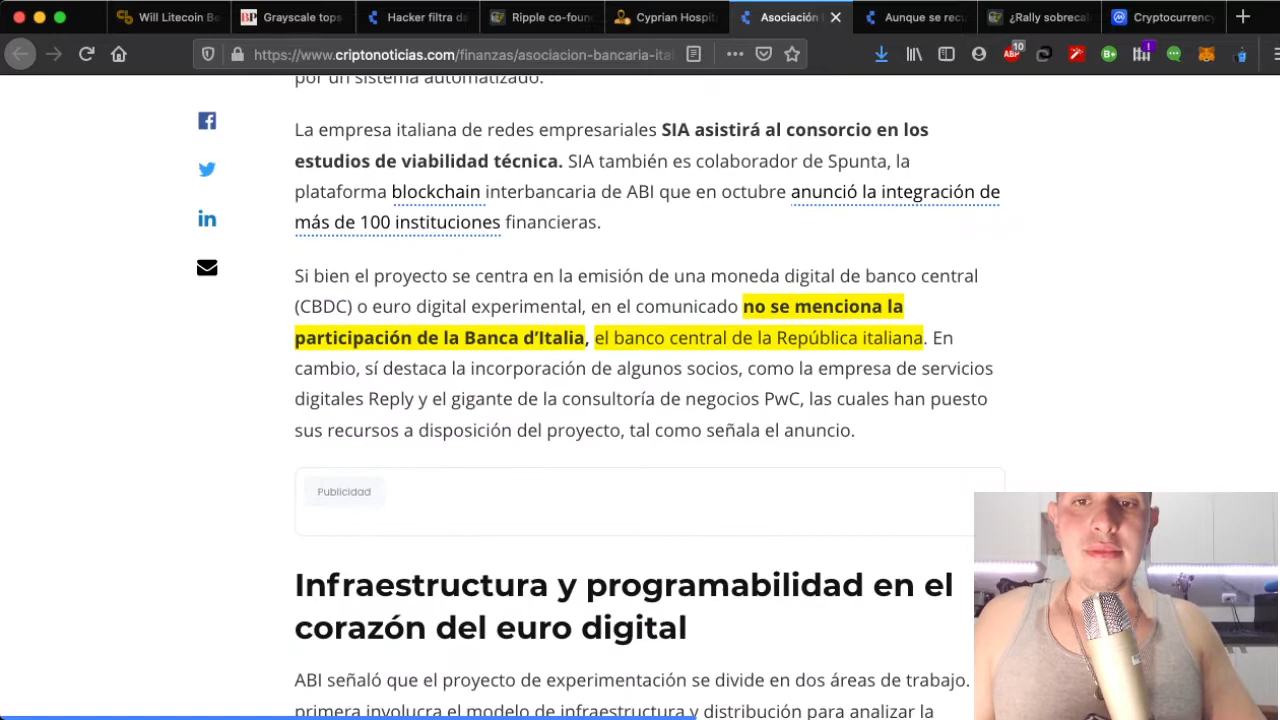 Will Litecoin Be
Grayscale tops
Hacker filtra da
Ripple co-foun
Cyprian Hospit
Asociación
Aunque se recu
¿Rally sobrecal
Cryptocurrency
https://www.criptonoticias.com/finanzas/asociacion-bancaria-ital
ABP
10
por un sistema automatizado.
La empresa italiana de redes empresariales SIA asistirá al consorcio en los
estudios de viabilidad técnica. SIA también es colaborador de Spunta, la
plataforma blockchain interbancaria de ABI que en octubre anunció la integración de
más de 100 instituciones financieras.
Si bien el proyecto se centra en la emisión de una moneda digital de banco central
(CBDC) o euro digital experimental, en el comunicado no se menciona la
participación de la Banca d’Italia, el banco central de la República italiana. En
cambio, sí destaca la incorporación de algunos socios, como la empresa de servicios
digitales Reply y el gigante de la consultoría de negocios PwC, las cuales han puesto
sus recursos a disposición del proyecto, tal como señala el anuncio.
Publicidad
Infraestructura y programabilidad en el
corazón del euro digital
ABI señaló que el proyecto de experimentación se divide en dos áreas de trabajo.
primera involucra el modelo de infraestructura y distribución para analizar la